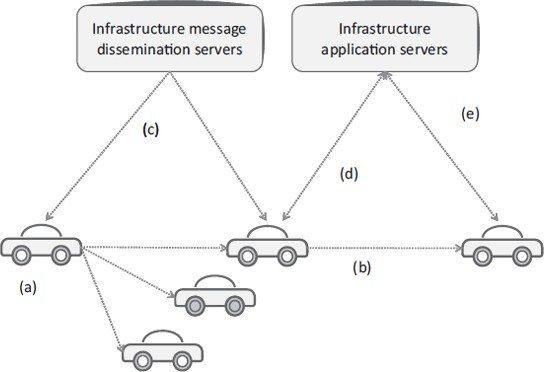 Infrastructure message
dissemination servers
Infrastructure
application servers
(c)
(e)
(d)
(b)
(a)